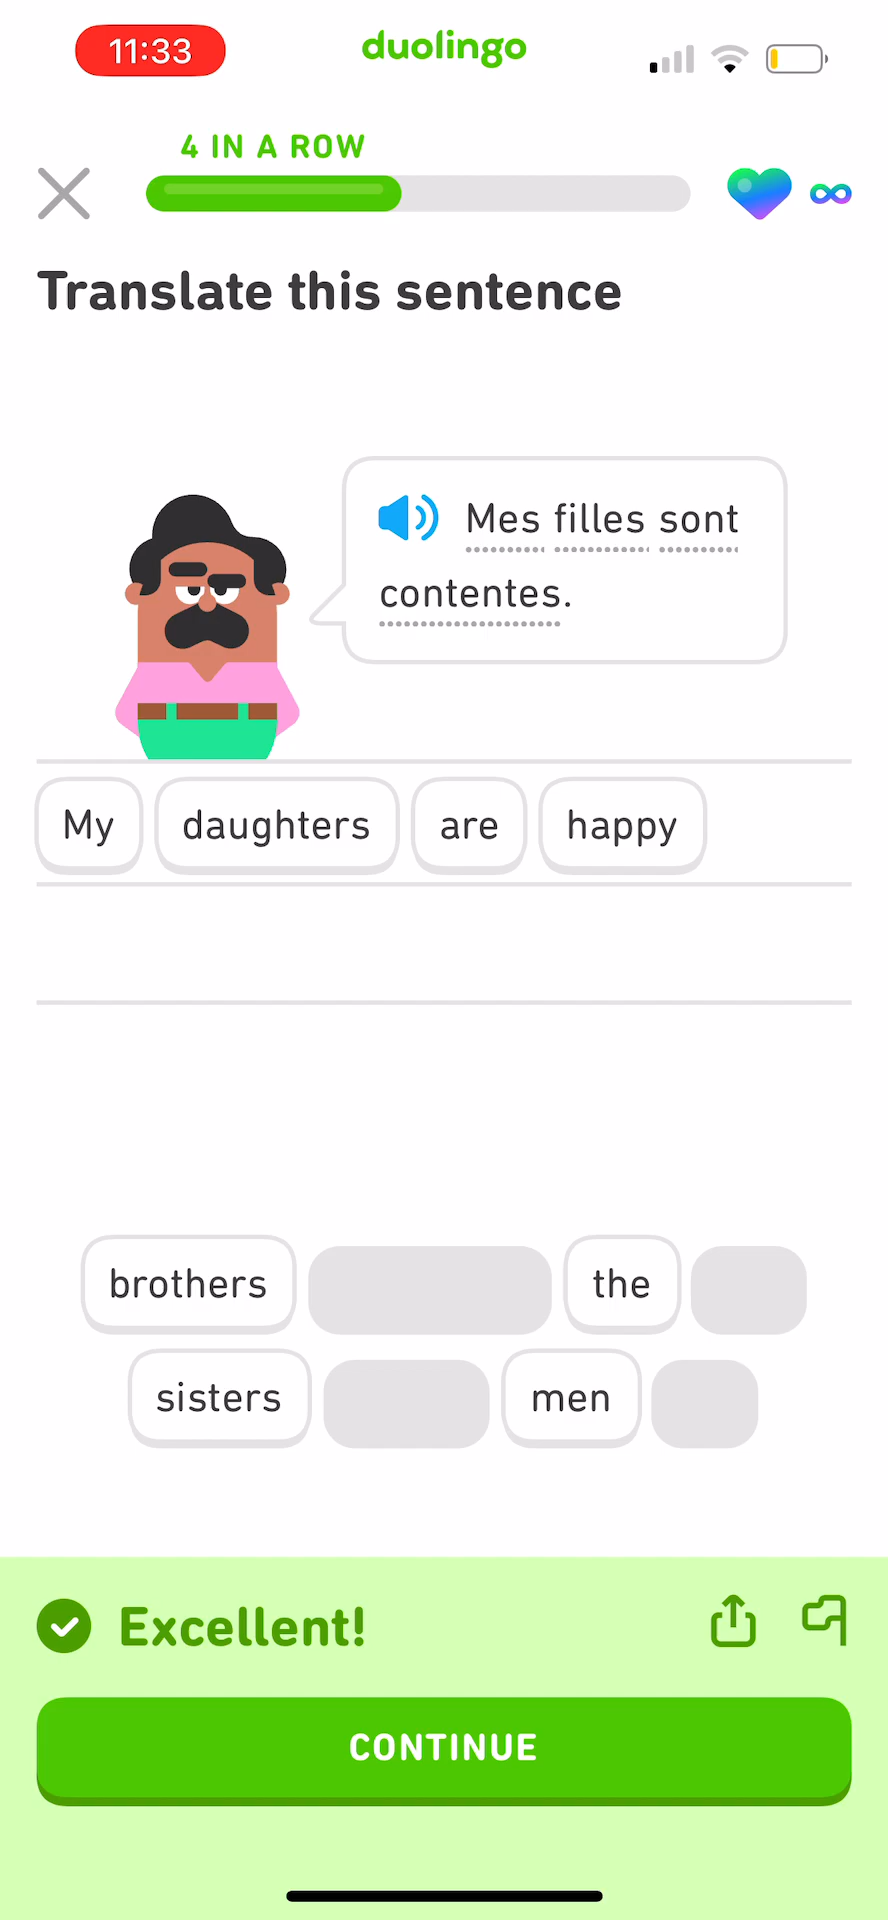 11:33
duolingo
4 IN A ROW
Translate this sentence
Mes filles sont
contentes.
My daughters are happy
brothers the
sisters men
Excellent!
CONTINUE